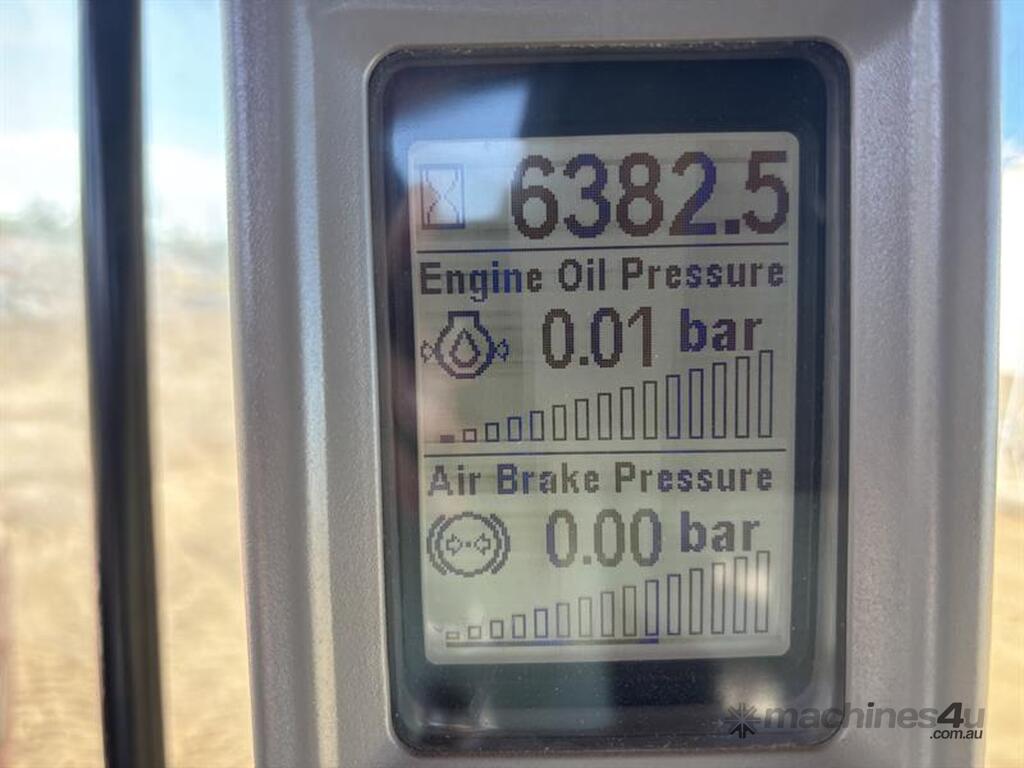 6382.5
Engine Oil Pressure
0.01 bar
Air Brake Pressure
0.00 bar
machines4u
.com.au